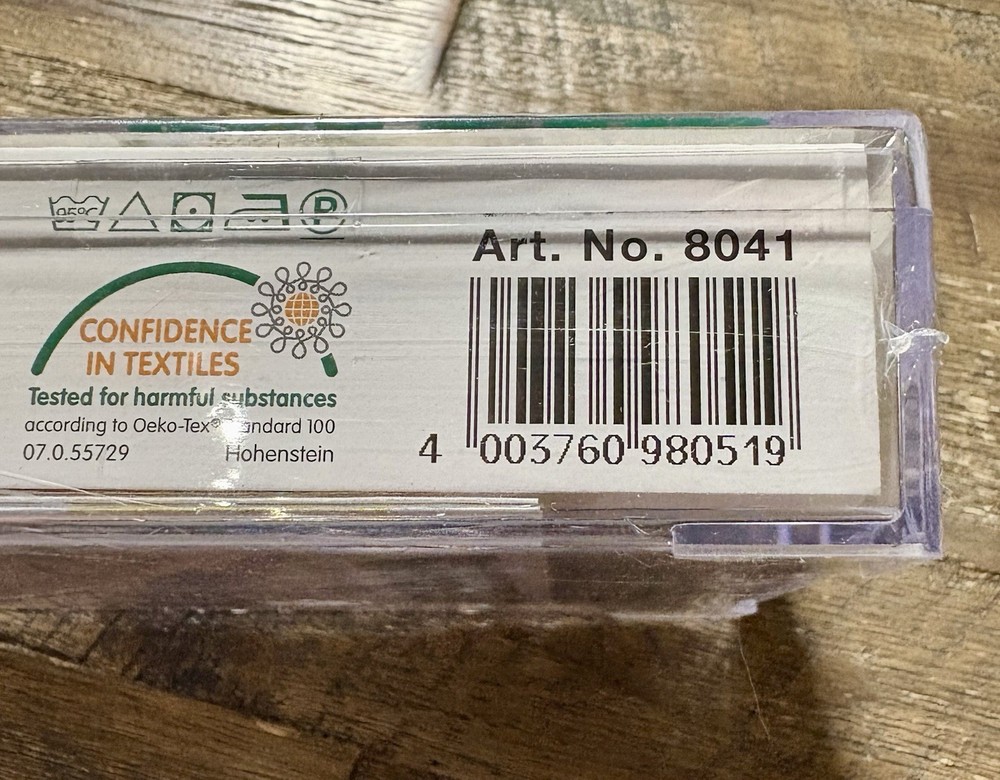 95°C
P
Art. No. 8041
CONFIDENCE
IN TEXTILES
Tested for harmful substances
according to Oeko-Tex® Standard 100
07.0.55729 Hohenstein
4 003760 980519